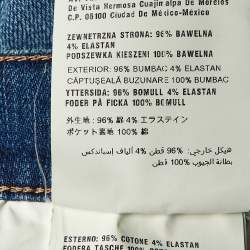 De Vista Hermosa Cuajimalpa De Morelos
C.P. 05100 Ciudad De México-México
ZEWNETRZNA STRONA: 96% BAWELNA
4% ELASTAN
PODSZEWKA KIESZENI 100% BAWELNA
EXTERIOR: 96% BUMBAC 4% ELASTAN
CĂPTUŞEALĂ BUZUNARE: 100% BUMBAC
YTTERSIDA: 96% BOMULL 4% ELASTAN
FODER PÅ FICKA 100% BOMULL
外生地: 96% 綿 4% エラステイン
ポケット裏地 100% 綿
هيكل خارجي: 96% قطن 4% ألياف إسباندكس
بطانة الجيوب 100% قطن
ESTERNO: 96% COTONE 4% ELASTAN
FODERA TASCHE 100% COTONE